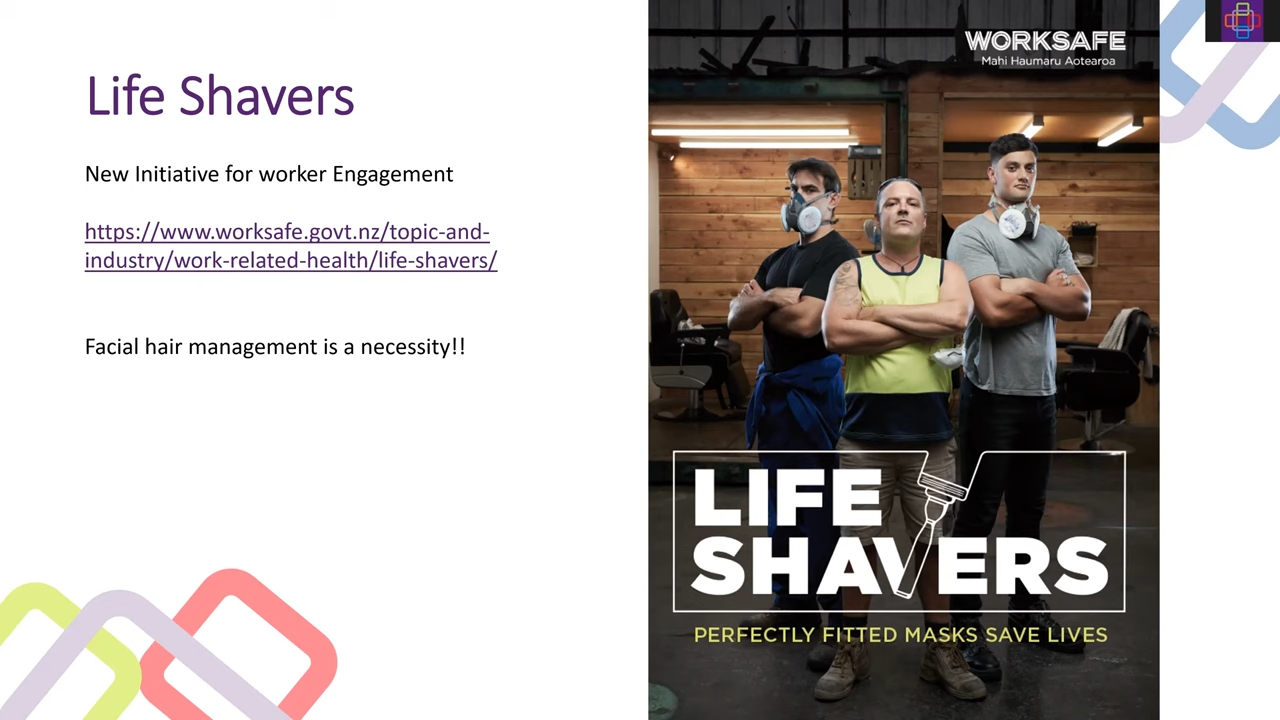 Life Shavers
New Initiative for worker Engagement
https://www.worksafe.govt.nz/topic-and-
industry/work-related-health/life-shavers/
Facial hair management is a necessity!!
WORKSAFE
Mahi Haumaru Aotearoa
LIFE
SHAVERS
PERFECTLY FITTED MASKS SAVE LIVES